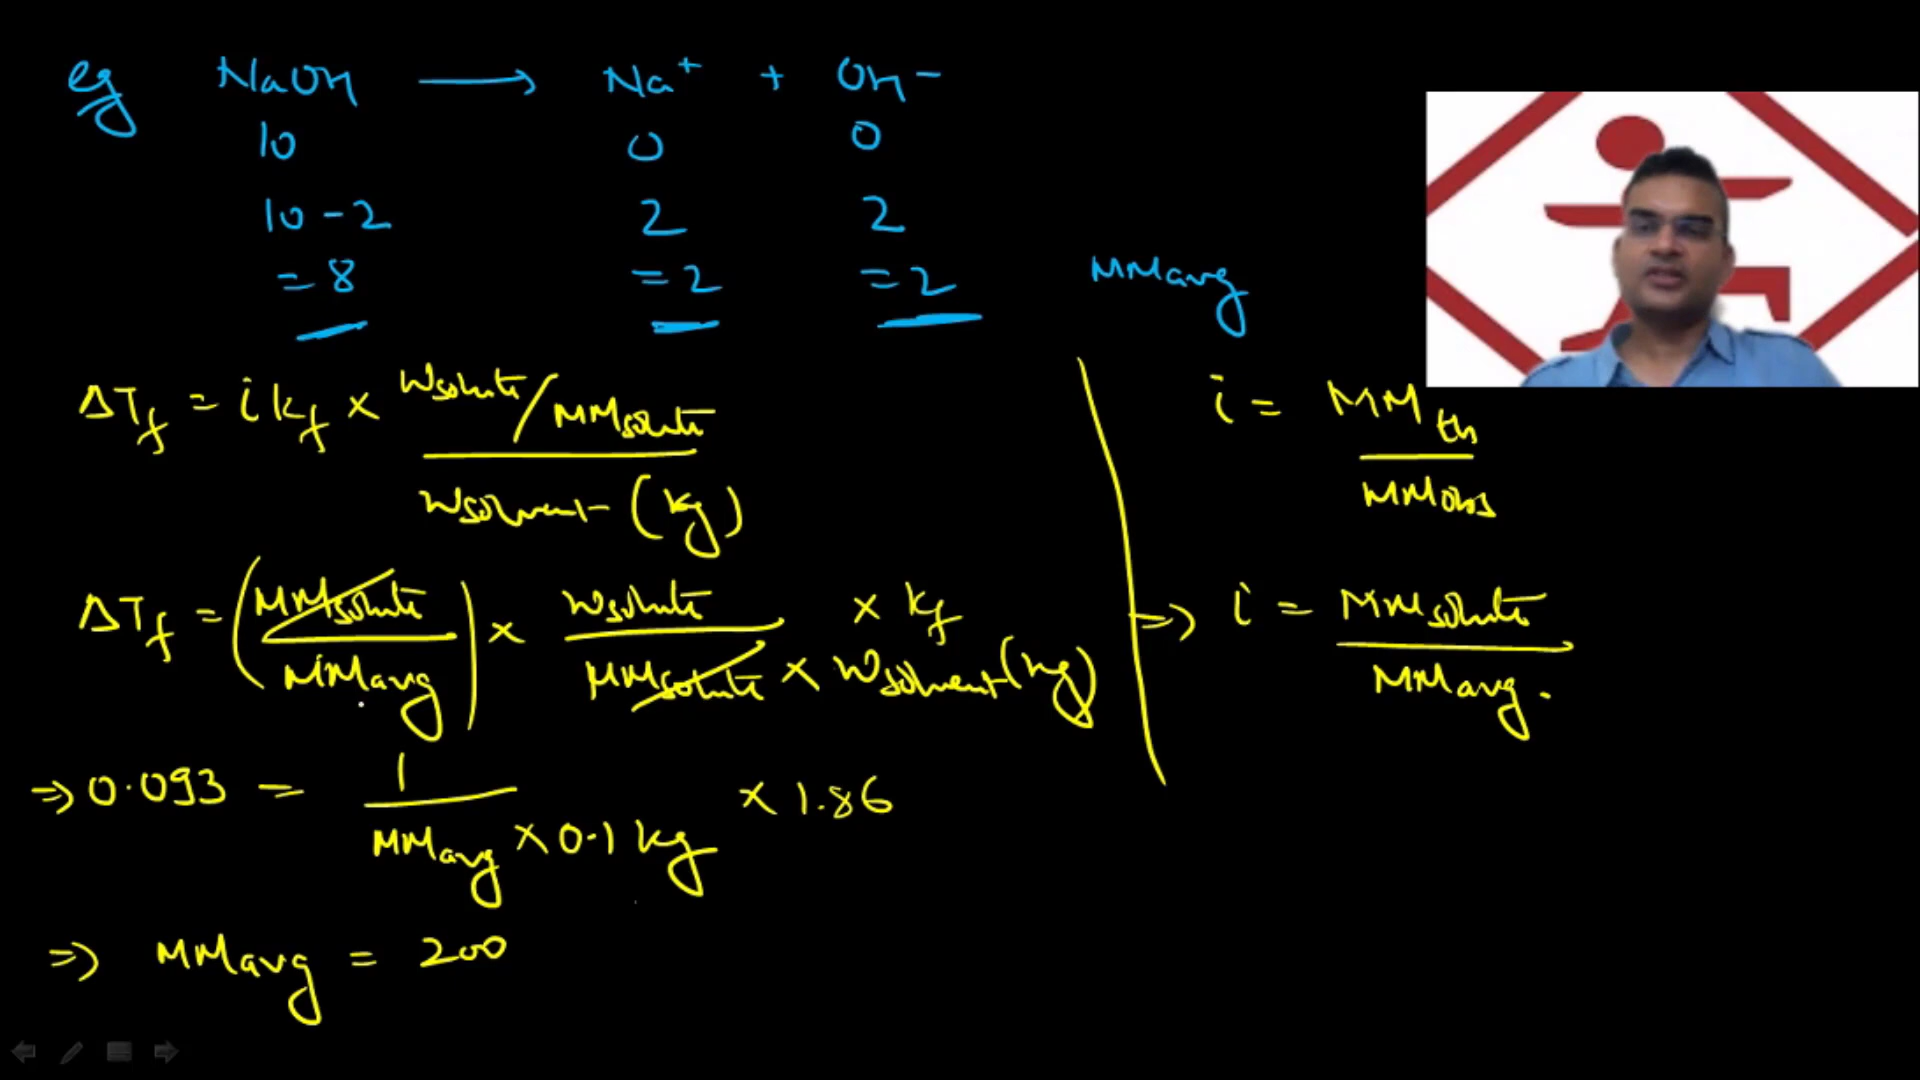 eg NaOH ⟶ Na⁺ + OH⁻
10 0 0
10-2 2 2
= 8 = 2 = 2
MMavg
ΔTf = i kf × (Wsolute/MMsolute) / Wsolvent (kg)
i = MMth / MMobs
ΔTf = (MMsolute / MMavg) × Wsolute / (MMsolute × Wsolvent(kg)) × kf
⇒ i = MMsolute / MMavg.
⇒ 0.093 = 1 / (MMavg × 0.1 kg) × 1.86
⇒ MMavg = 200